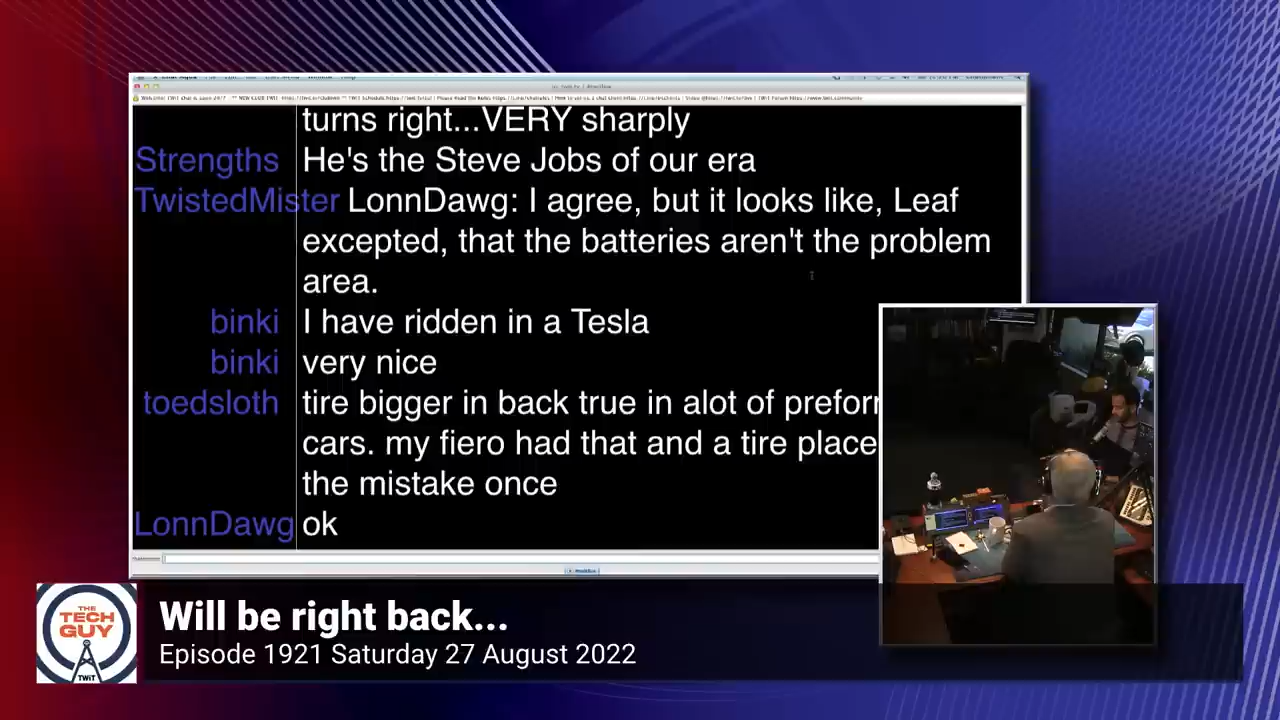 turns right...VERY sharply
Strengths He's the Steve Jobs of our era
TwistedMister LonnDawg: I agree, but it looks like, Leaf
excepted, that the batteries aren't the problem
area.
binki I have ridden in a Tesla
binki very nice
toedsloth tire bigger in back true in alot of prefor
cars. my fiero had that and a tire place
the mistake once
LonnDawg ok
THE
TECH
GUY
TWiT
Will be right back...
Episode 1921 Saturday 27 August 2022